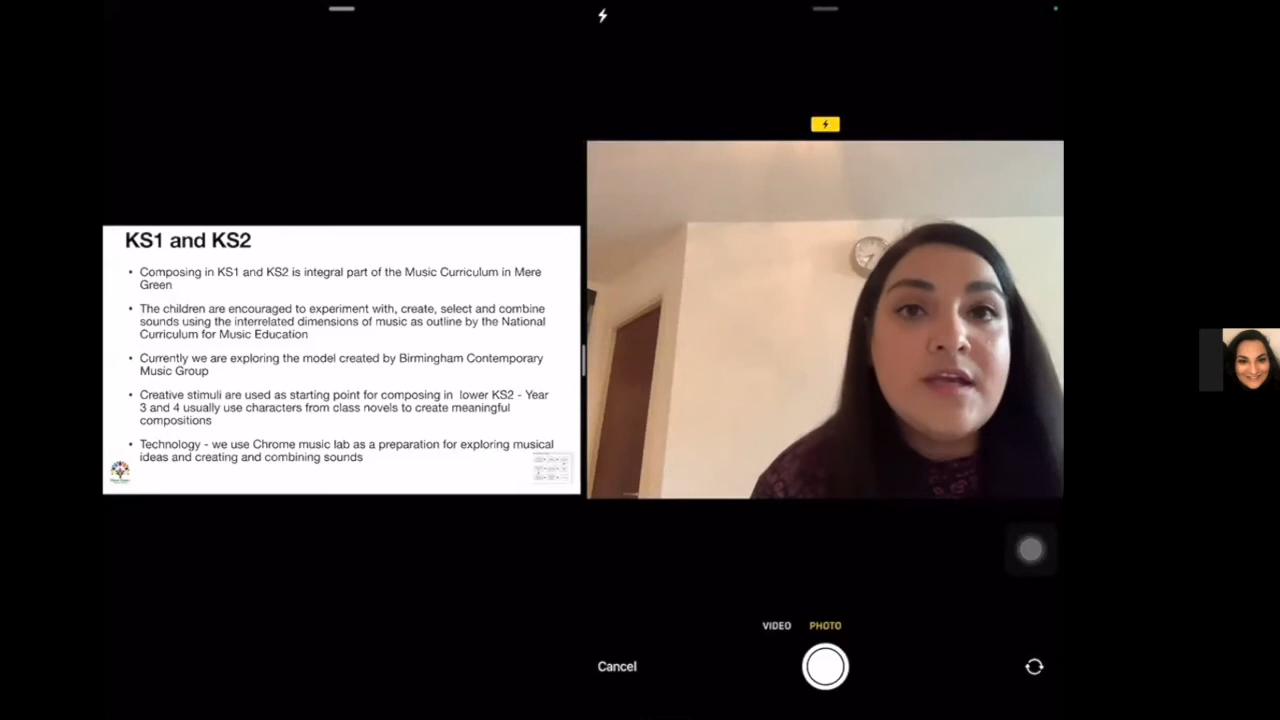 KS1 and KS2
• Composing in KS1 and KS2 is integral part of the Music Curriculum in Mere
Green
• The children are encouraged to experiment with, create, select and combine
sounds using the interrelated dimensions of music as outline by the National
Curriculum for Music Education
• Currently we are exploring the model created by Birmingham Contemporary
Music Group
• Creative stimuli are used as starting point for composing in lower KS2 - Year
3 and 4 usually use characters from class novels to create meaningful
compositions
• Technology - we use Chrome music lab as a preparation for exploring musical
ideas and creating and combining sounds
VIDEO PHOTO
Cancel